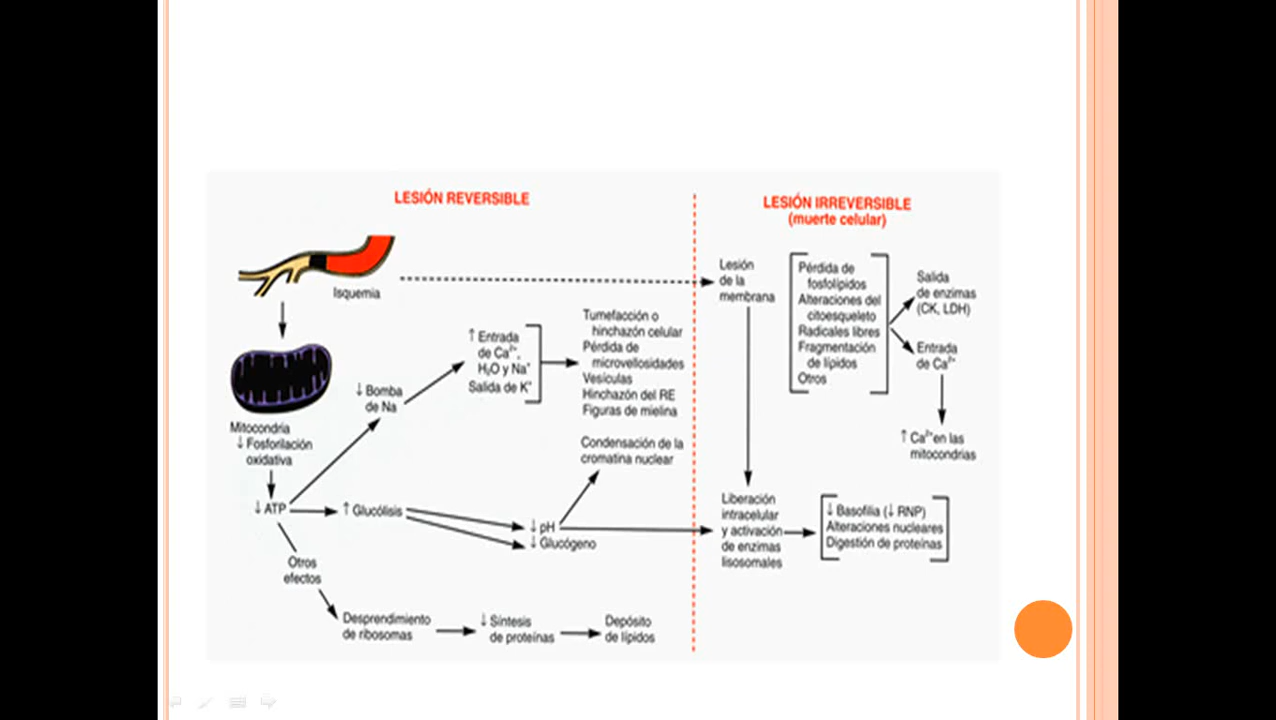 LESIÓN REVERSIBLE
Isquemia
Mitocondria
↓ Fosforilación
oxidativa
↓ ATP
↓ Bomba
de Na
↑ Entrada
de Ca²⁺,
H₂O y Na⁺
Salida de K⁺
Tumefacción o
hinchazón celular
Pérdida de
microvellosidades
Vesículas
Hinchazón del RE
Figuras de mielina
Condensación de la
cromatina nuclear
↑ Glucólisis
↓ pH
↓ Glucógeno
Otros
efectos
Desprendimiento
de ribosomas
↓ Síntesis
de proteínas
Depósito
de lípidos
LESIÓN IRREVERSIBLE
(muerte celular)
Lesión
de la
membrana
Pérdida de
fosfolípidos
Alteraciones del
citoesqueleto
Radicales libres
Fragmentación
de lípidos
Otros
Salida
de enzimas
(CK, LDH)
Entrada
de Ca²⁺
↑ Ca²⁺en las
mitocondrias
Liberación
intracelular
y activación
de enzimas
lisosomales
↓ Basofilia (↓ RNP)
Alteraciones nucleares
Digestión de proteínas